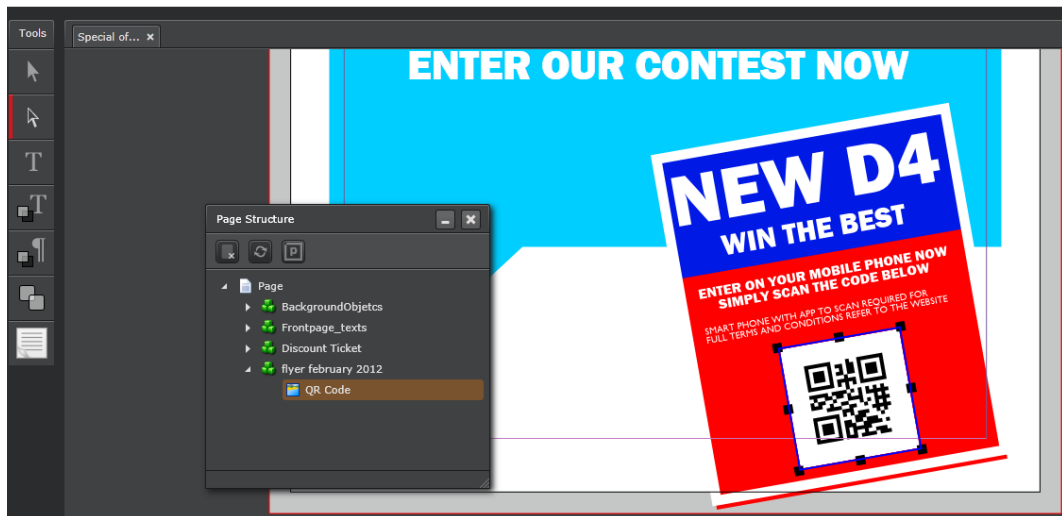 Tools
Special of...
ENTER OUR CONTEST NOW
T
T
¶
Page Structure
P
Page
BackgroundObjetcs
Frontpage_texts
Discount Ticket
flyer february 2012
QR Code
NEW D4
WIN THE BEST
ENTER ON YOUR MOBILE PHONE NOW
SIMPLY SCAN THE CODE BELOW
SMART PHONE WITH APP TO SCAN REQUIRED FOR
FULL TERMS AND CONDITIONS REFER TO THE WEBSITE